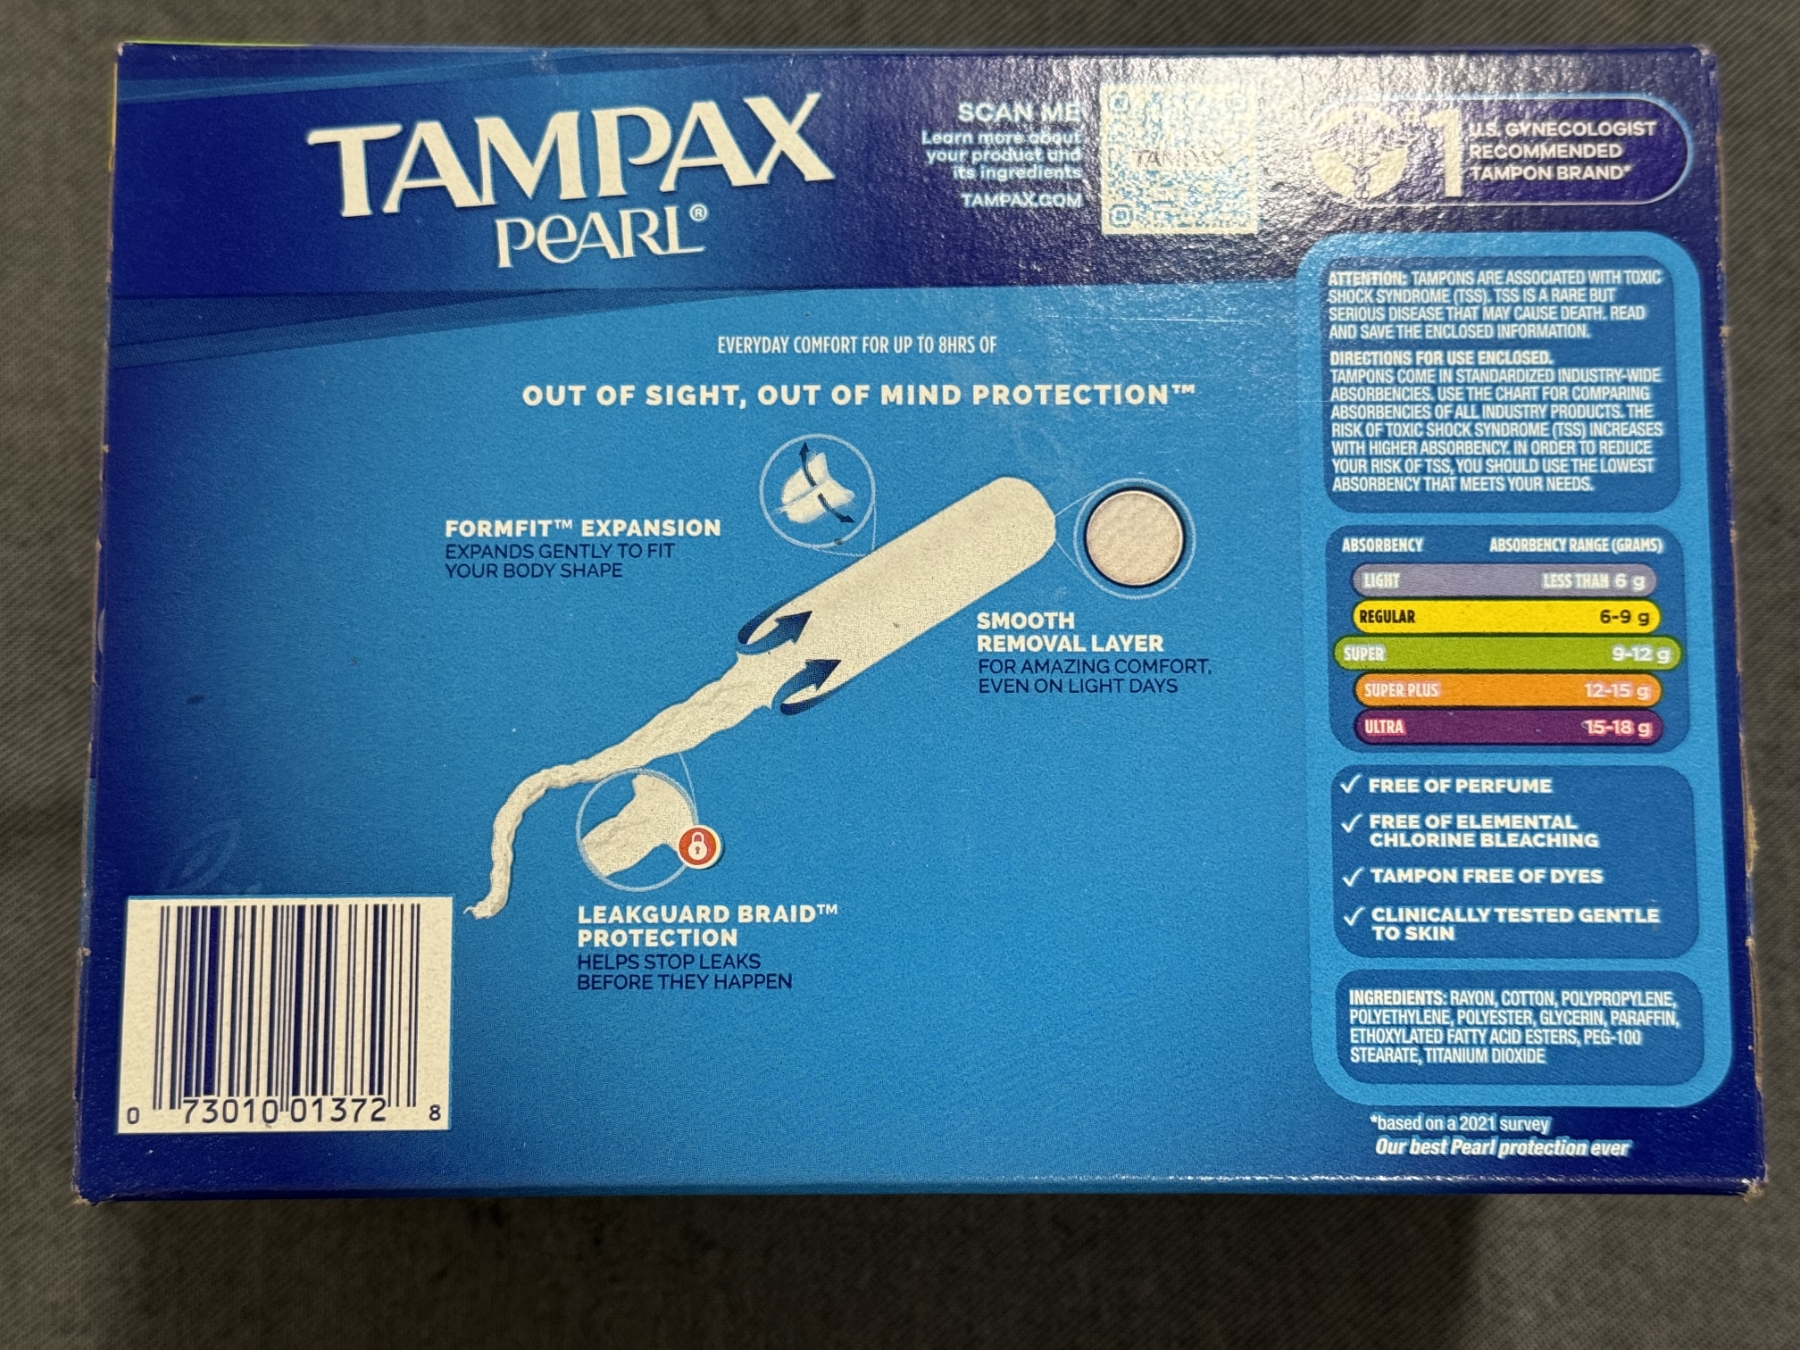 TAMPAX
PEARL®
SCAN ME
Learn more about
your product and
its ingredients
TAMPAX.COM
TAMPAX
#1
U.S. GYNECOLOGIST
RECOMMENDED
TAMPON BRAND*
EVERYDAY COMFORT FOR UP TO 8HRS OF
OUT OF SIGHT, OUT OF MIND PROTECTION™
FORMFIT™ EXPANSION
EXPANDS GENTLY TO FIT
YOUR BODY SHAPE
SMOOTH
REMOVAL LAYER
FOR AMAZING COMFORT,
EVEN ON LIGHT DAYS
LEAKGUARD BRAID™
PROTECTION
HELPS STOP LEAKS
BEFORE THEY HAPPEN
0 73010 01372 8
ATTENTION: TAMPONS ARE ASSOCIATED WITH TOXIC
SHOCK SYNDROME (TSS). TSS IS A RARE BUT
SERIOUS DISEASE THAT MAY CAUSE DEATH. READ
AND SAVE THE ENCLOSED INFORMATION.
DIRECTIONS FOR USE ENCLOSED.
TAMPONS COME IN STANDARDIZED INDUSTRY-WIDE
ABSORBENCIES. USE THE CHART FOR COMPARING
ABSORBENCIES OF ALL INDUSTRY PRODUCTS. THE
RISK OF TOXIC SHOCK SYNDROME (TSS) INCREASES
WITH HIGHER ABSORBENCY. IN ORDER TO REDUCE
YOUR RISK OF TSS, YOU SHOULD USE THE LOWEST
ABSORBENCY THAT MEETS YOUR NEEDS.
ABSORBENCY ABSORBENCY RANGE (GRAMS)
LIGHT LESS THAN 6 g
REGULAR 6-9 g
SUPER 9-12 g
SUPER PLUS 12-15 g
ULTRA 15-18 g
✓ FREE OF PERFUME
✓ FREE OF ELEMENTAL
CHLORINE BLEACHING
✓ TAMPON FREE OF DYES
✓ CLINICALLY TESTED GENTLE
TO SKIN
INGREDIENTS: RAYON, COTTON, POLYPROPYLENE,
POLYETHYLENE, POLYESTER, GLYCERIN, PARAFFIN,
ETHOXYLATED FATTY ACID ESTERS, PEG-100
STEARATE, TITANIUM DIOXIDE
*based on a 2021 survey
Our best Pearl protection ever